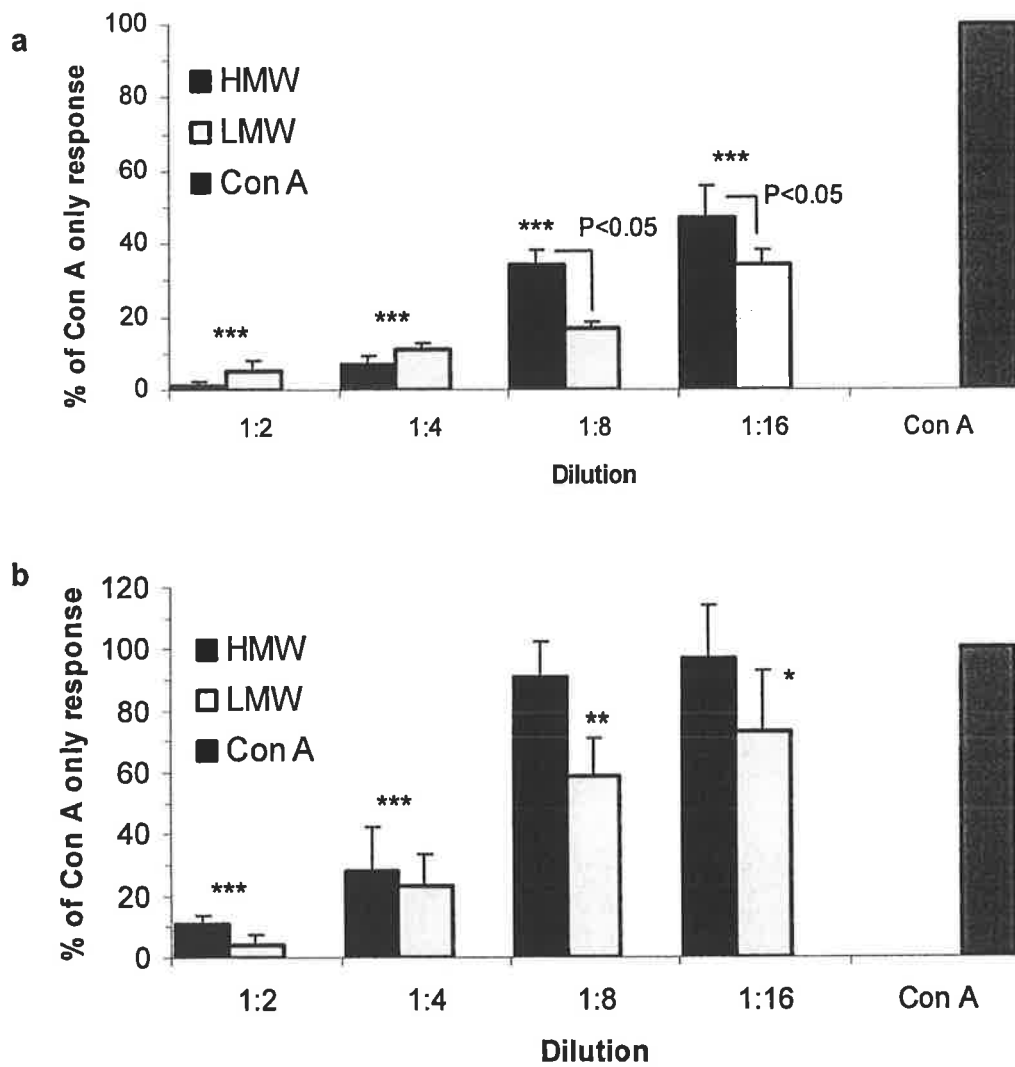 a
% of Con A only response
100
80
60
40
20
0
HMW
LMW
Con A
***
***
***
P<0.05
***
P<0.05
1:2
1:4
1:8
1:16
Con A
Dilution
b
% of Con A only response
120
100
80
60
40
20
0
HMW
LMW
Con A
***
***
**
*
1:2
1:4
1:8
1:16
Con A
Dilution